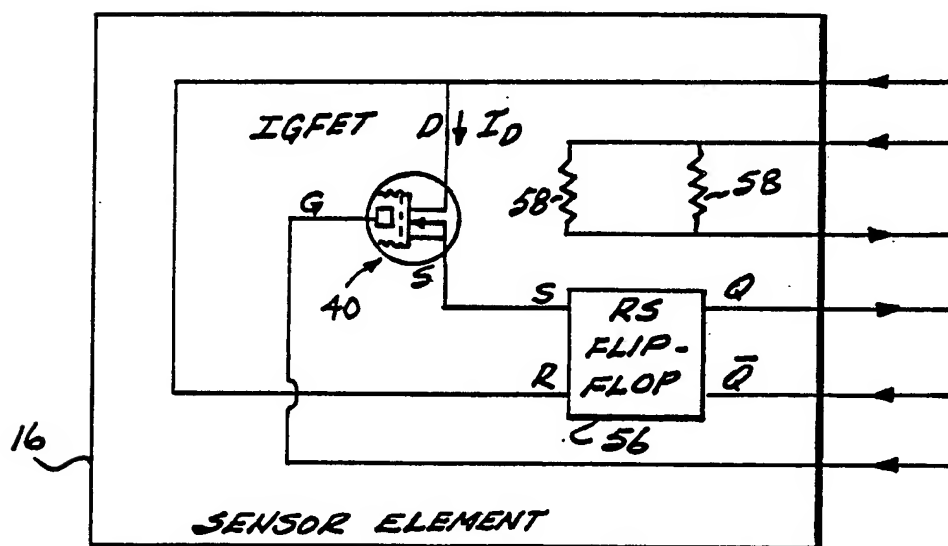 IGFET D I_D
G
58
58
S
40
S RS Q
FLIP-
FLOP
R Q̅
56
16
SENSOR ELEMENT